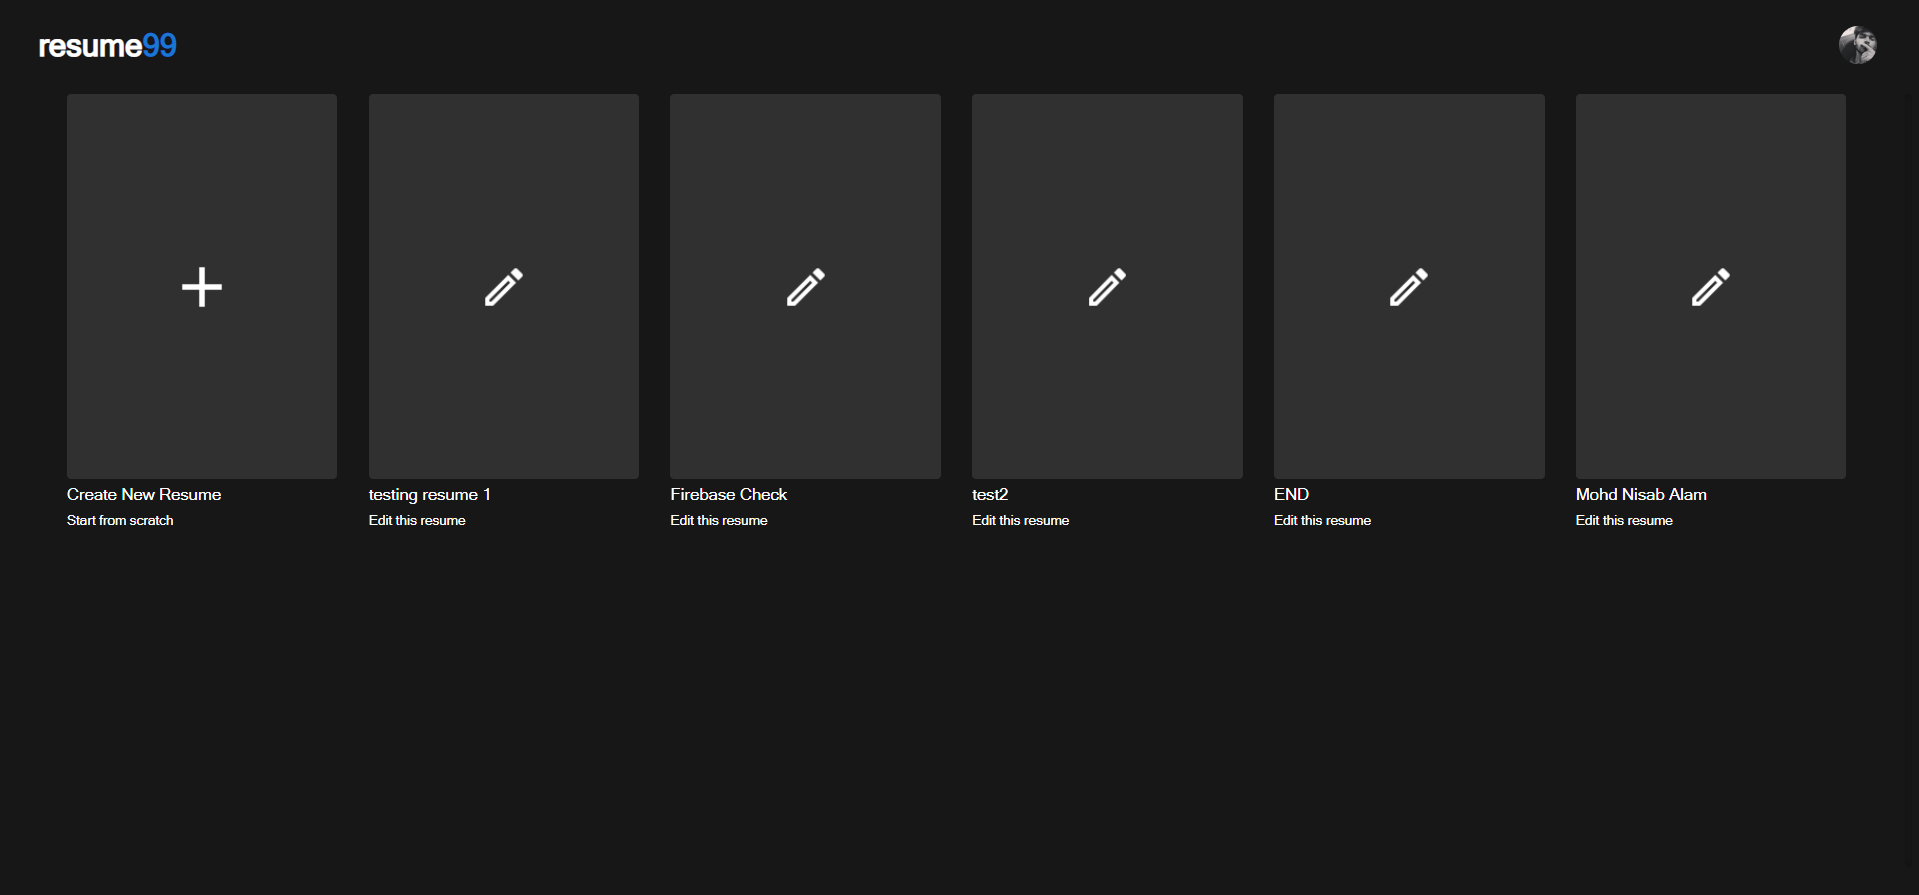 resume99
Create New Resume
Start from scratch
testing resume 1
Edit this resume
Firebase Check
Edit this resume
test2
Edit this resume
END
Edit this resume
Mohd Nisab Alam
Edit this resume